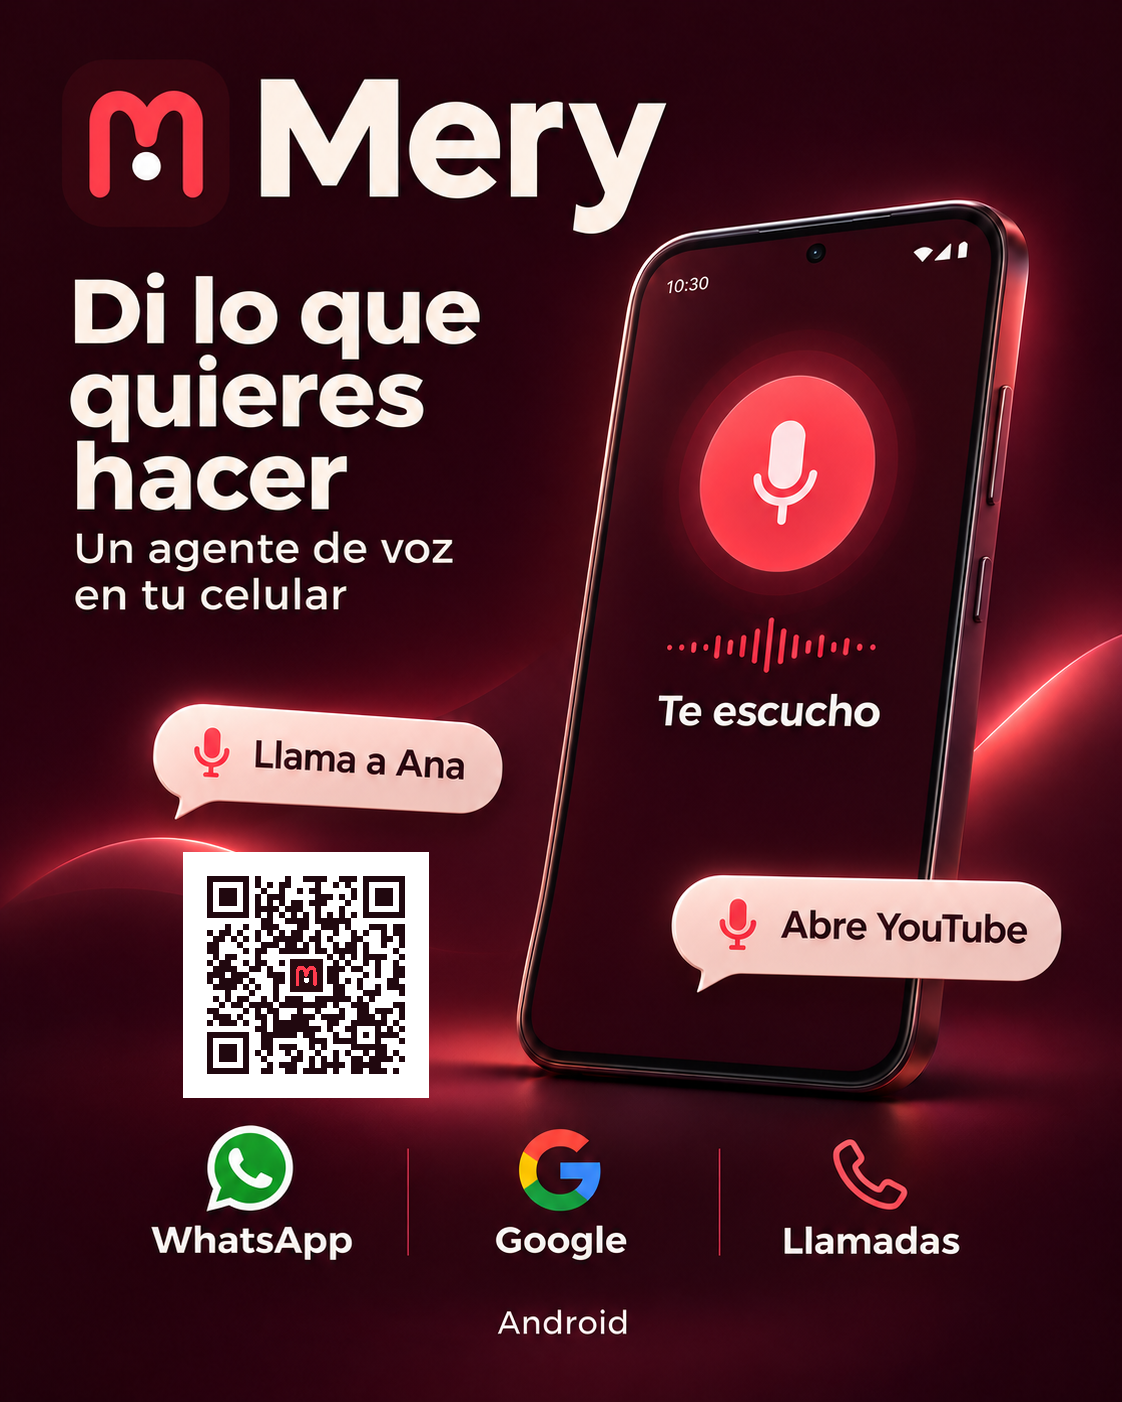 Mery
Di lo que
quieres
hacer
Un agente de voz
en tu celular
10:30
Te escucho
Llama a Ana
Abre YouTube
WhatsApp
Google
Llamadas
Android